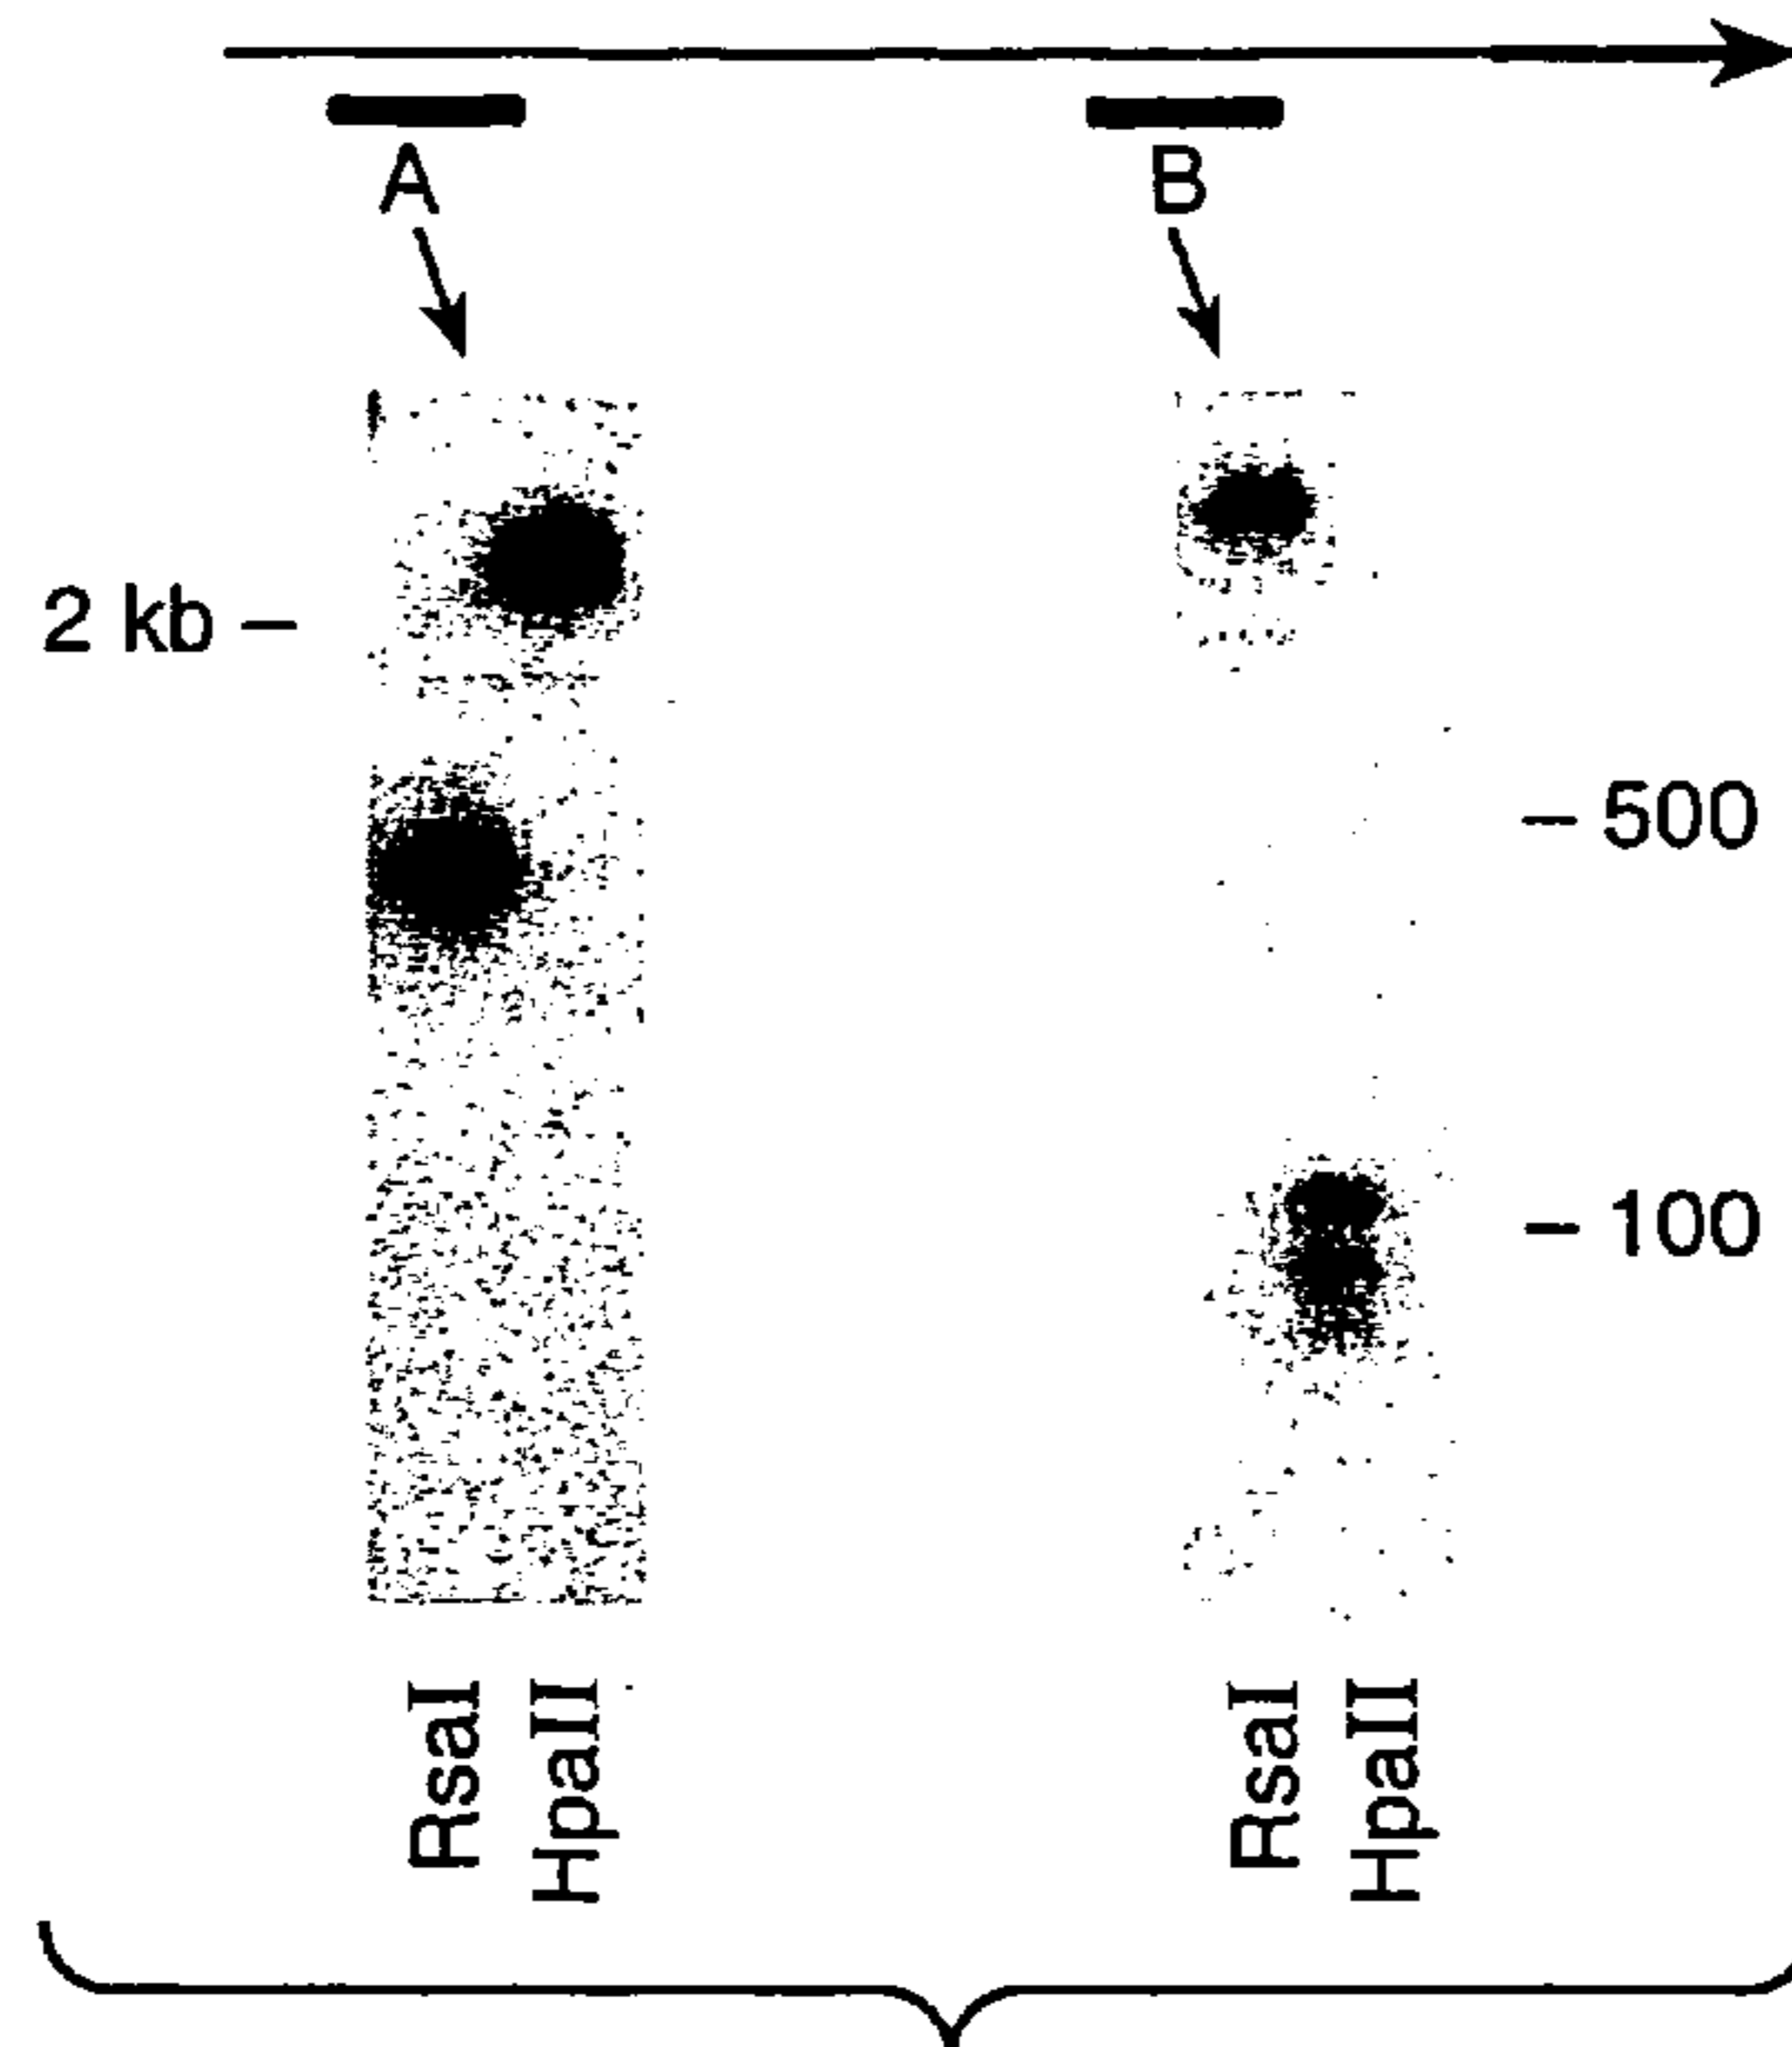 A B
2 kb –
– 500
– 100
RsaI HpaII RsaI HpaII